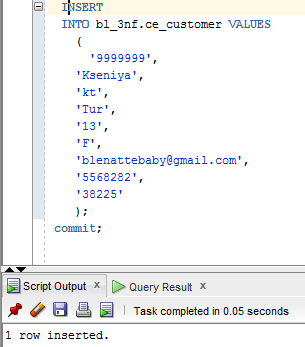 INSERT
INTO bl_3nf.ce_customer VALUES
(
'9999999',
'Kseniya',
'kt',
'Tur',
'13',
'F',
'blenattebaby@gmail.com',
'5568282',
'38225'
);
commit;
Script Output x Query Result x
Task completed in 0.05 seconds
1 row inserted.